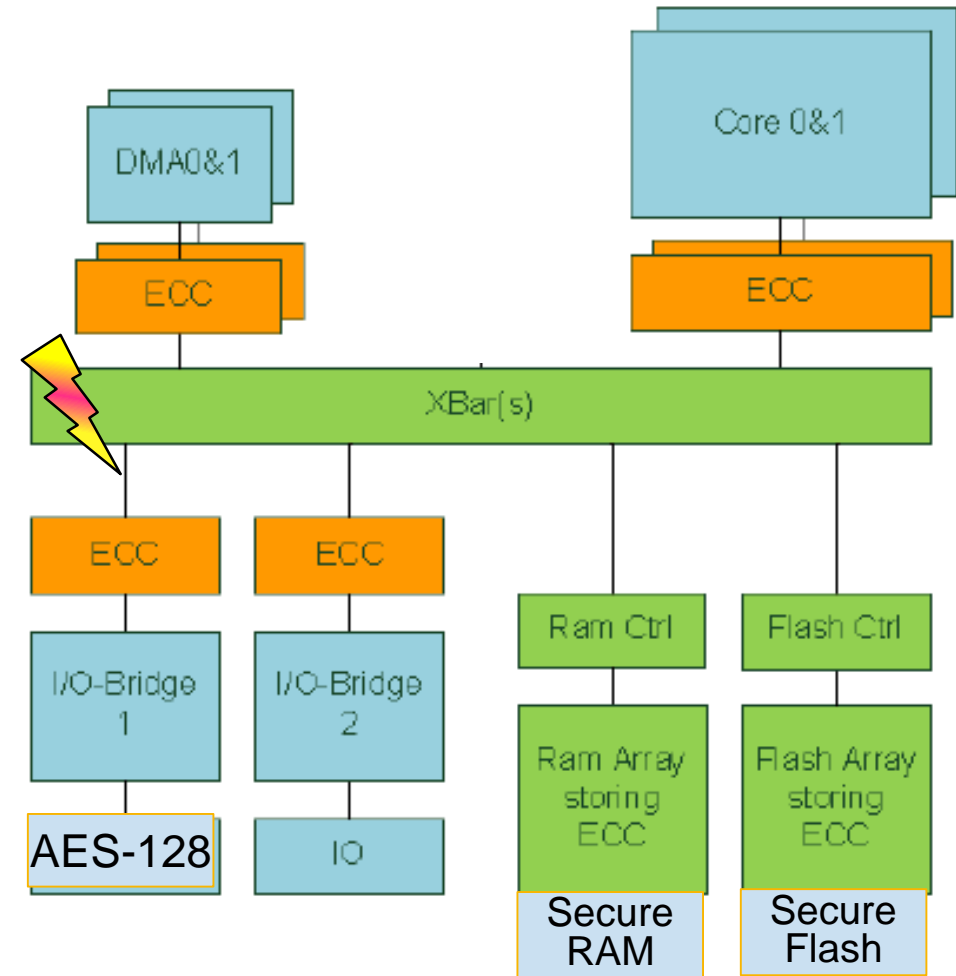 Core 0&1
DMA0&1
ECC
ECC
XBar(s)
ECC
ECC
Ram Ctrl
Flash Ctrl
I/O-Bridge
1
I/O-Bridge
2
Ram Array
storing
ECC
Flash Array
storing
ECC
AES-128
IO
Secure
RAM
Secure
Flash